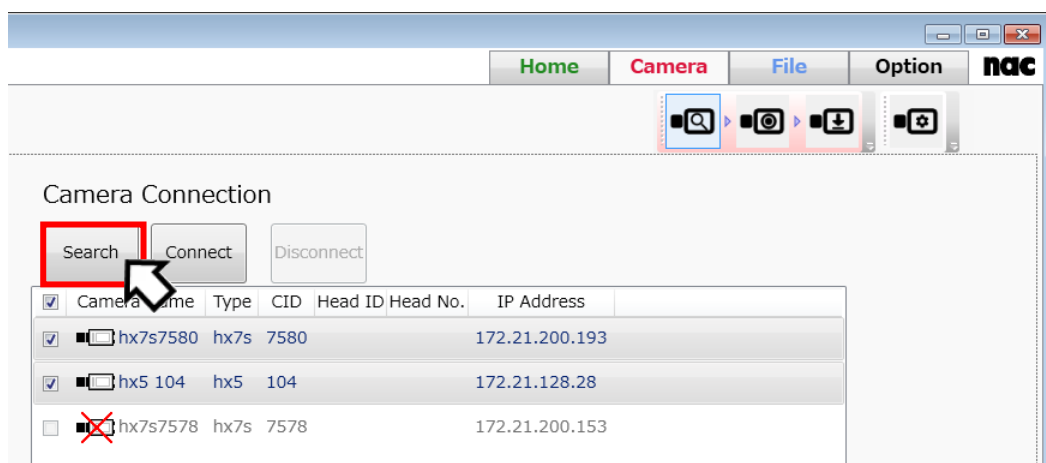 Home Camera File Option nac
Camera Connection
Search Connect Disconnect
Camera Name Type CID Head ID Head No. IP Address
hx7s7580 hx7s 7580 172.21.200.193
hx5 104 hx5 104 172.21.128.28
hx7s7578 hx7s 7578 172.21.200.153